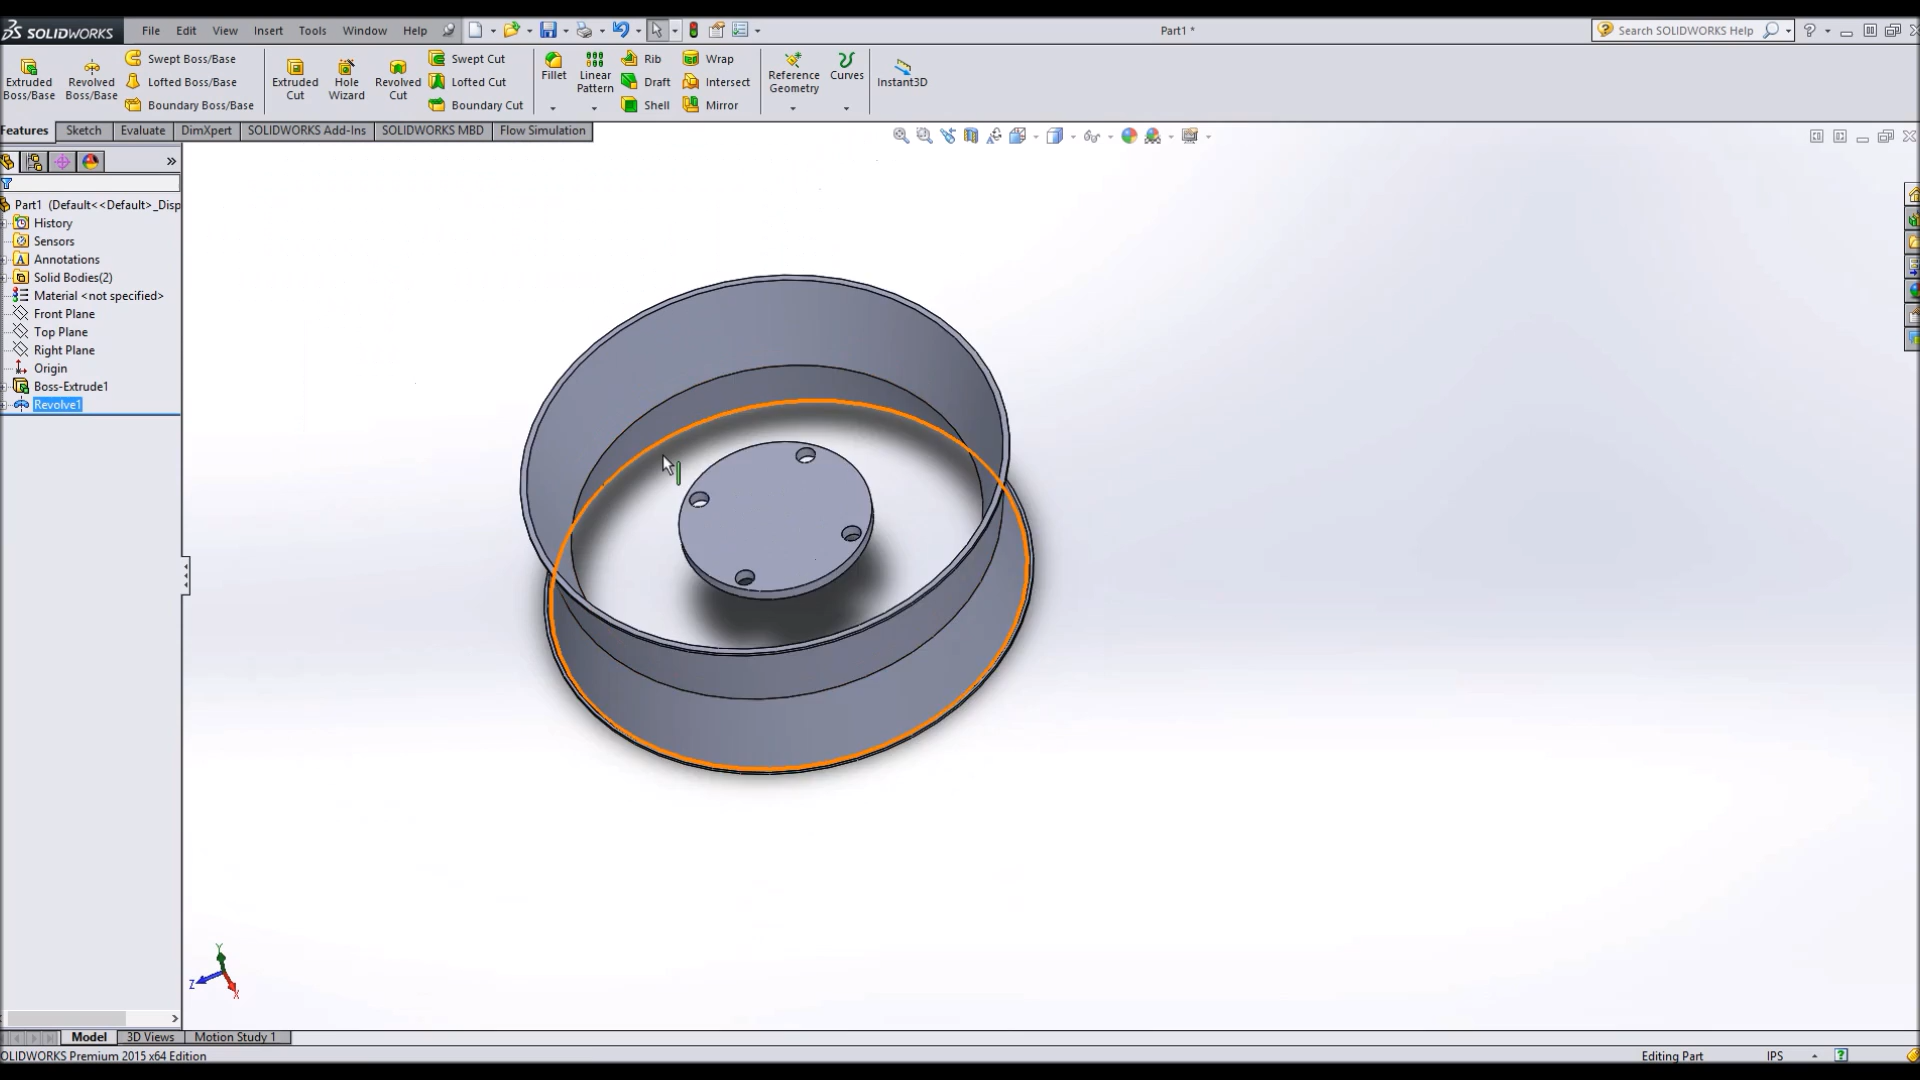 SOLIDWORKS File Edit View Insert Tools Window Help Part1 * Search SOLIDWORKS Help
Extruded Boss/Base
Revolved Boss/Base
Swept Boss/Base
Lofted Boss/Base
Boundary Boss/Base
Extruded Cut
Hole Wizard
Revolved Cut
Swept Cut
Lofted Cut
Boundary Cut
Fillet
Linear Pattern
Rib
Draft
Shell
Wrap
Intersect
Mirror
Reference Geometry
Curves
Instant3D
Features Sketch Evaluate DimXpert SOLIDWORKS Add-Ins SOLIDWORKS MBD Flow Simulation
Part1 (Default<<Default>_Disp
History
Sensors
Annotations
Solid Bodies(2)
Material <not specified>
Front Plane
Top Plane
Right Plane
Origin
Boss-Extrude1
Revolve1
Y
Z
X
Model 3D Views Motion Study 1
OLIDWORKS Premium 2015 x64 Edition Editing Part IPS